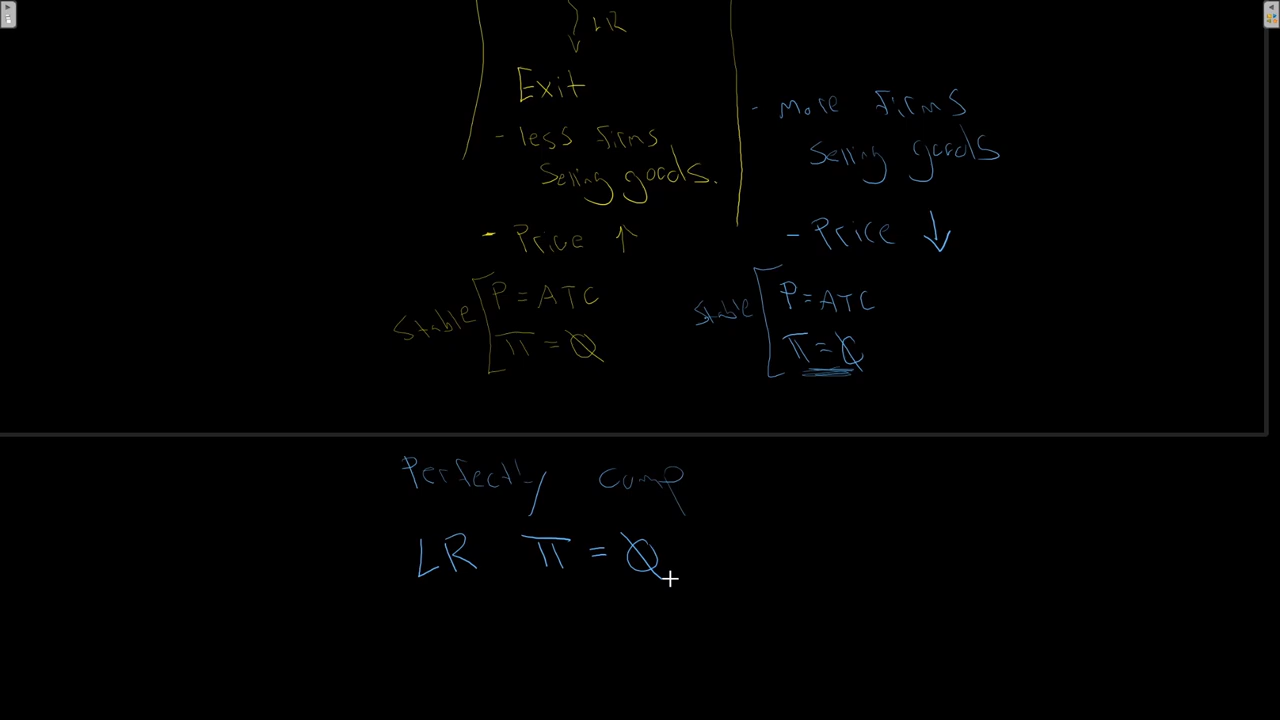 LR
Exit
- less firms
selling goods.
- Price ↑
Stable
P = ATC
π = 0
- More firms
Selling goods
- Price ↓
Stable
P = ATC
π = 0
Perfectly comp
LR π = 0